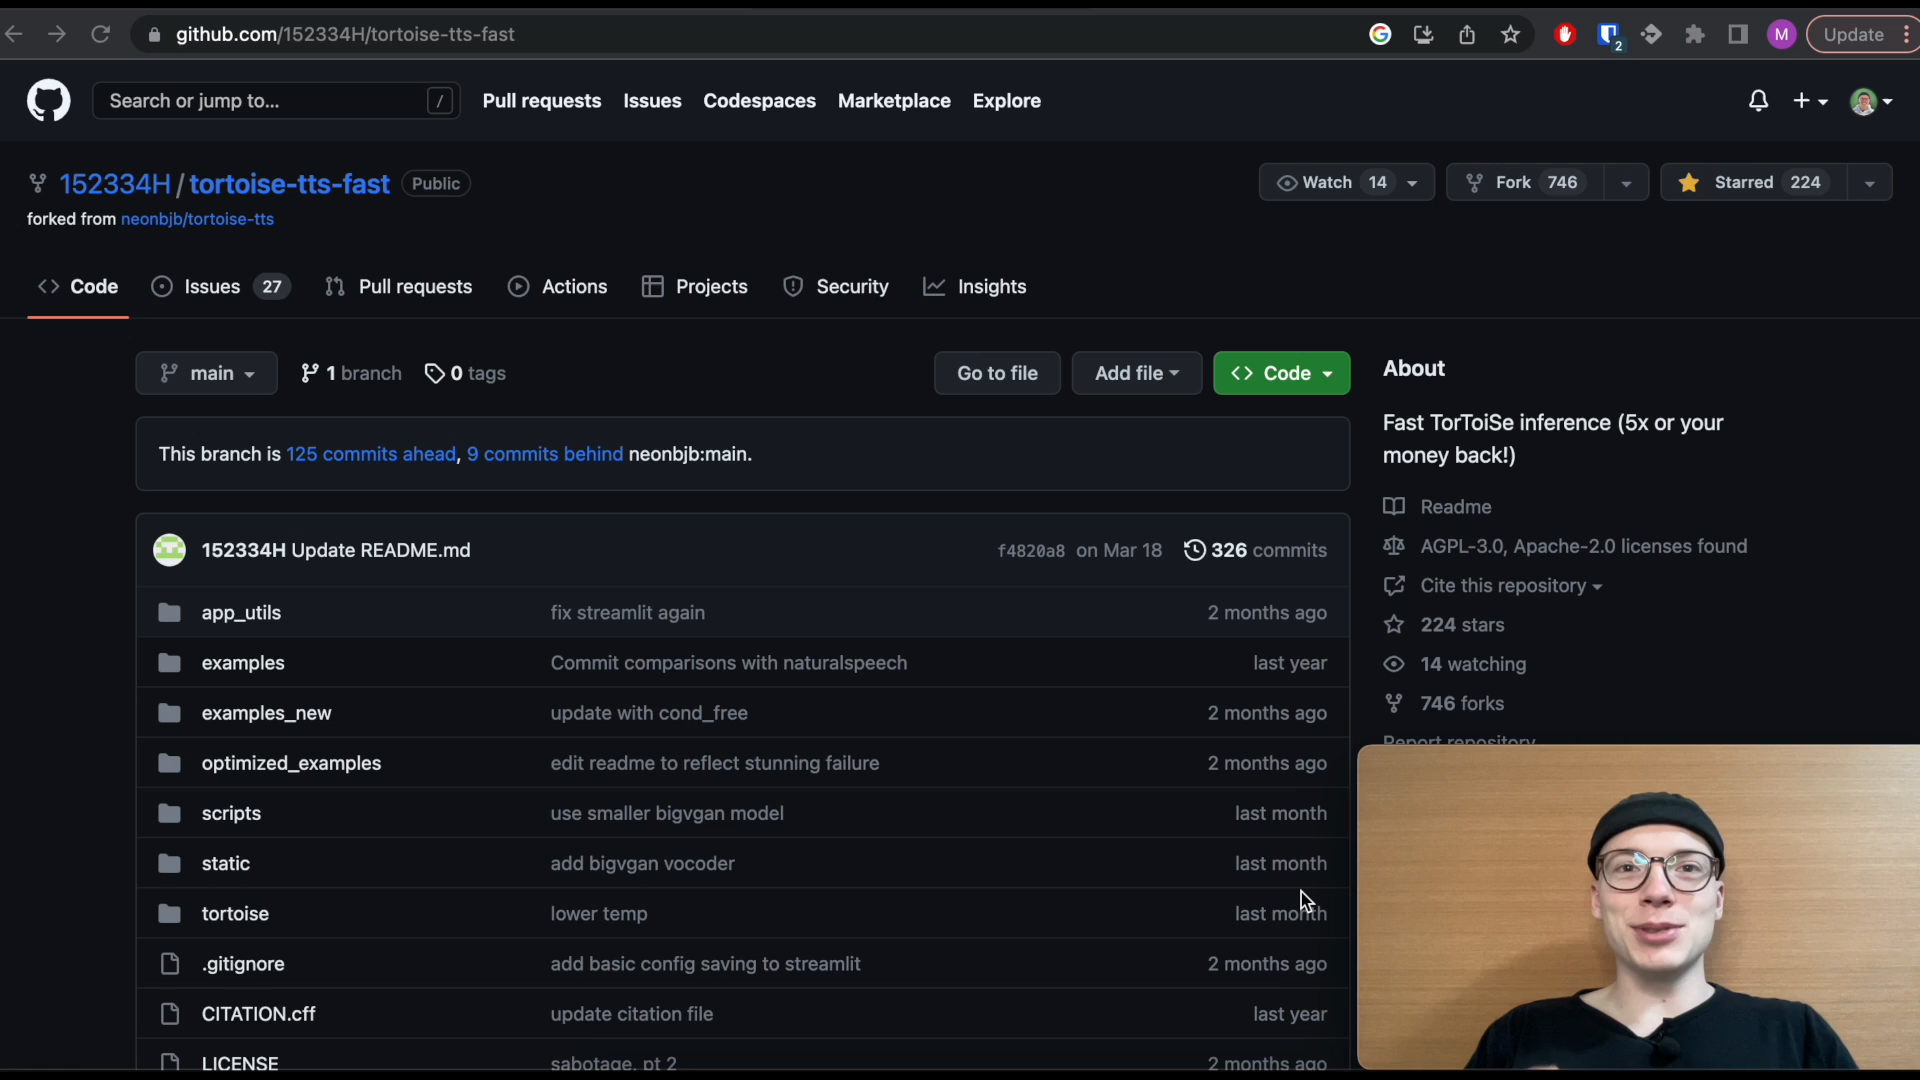 github.com/152334H/tortoise-tts-fast
2
M
Update
Search or jump to...
/
Pull requests
Issues
Codespaces
Marketplace
Explore
152334H / tortoise-tts-fast
Public
Watch 14
Fork 746
Starred 224
forked from neonbjb/tortoise-tts
Code
Issues 27
Pull requests
Actions
Projects
Security
Insights
main
1 branch
0 tags
Go to file
Add file
Code
This branch is 125 commits ahead, 9 commits behind neonbjb:main.
152334H Update README.md
f4820a8 on Mar 18
326 commits
app_utils fix streamlit again 2 months ago
examples Commit comparisons with naturalspeech last year
examples_new update with cond_free 2 months ago
optimized_examples edit readme to reflect stunning failure 2 months ago
scripts use smaller bigvgan model last month
static add bigvgan vocoder last month
tortoise lower temp last month
.gitignore add basic config saving to streamlit 2 months ago
CITATION.cff update citation file last year
LICENSE sabotage, pt 2 2 months ago
About
Fast TorToiSe inference (5x or your
money back!)
Readme
AGPL-3.0, Apache-2.0 licenses found
Cite this repository
224 stars
14 watching
746 forks
Report repository